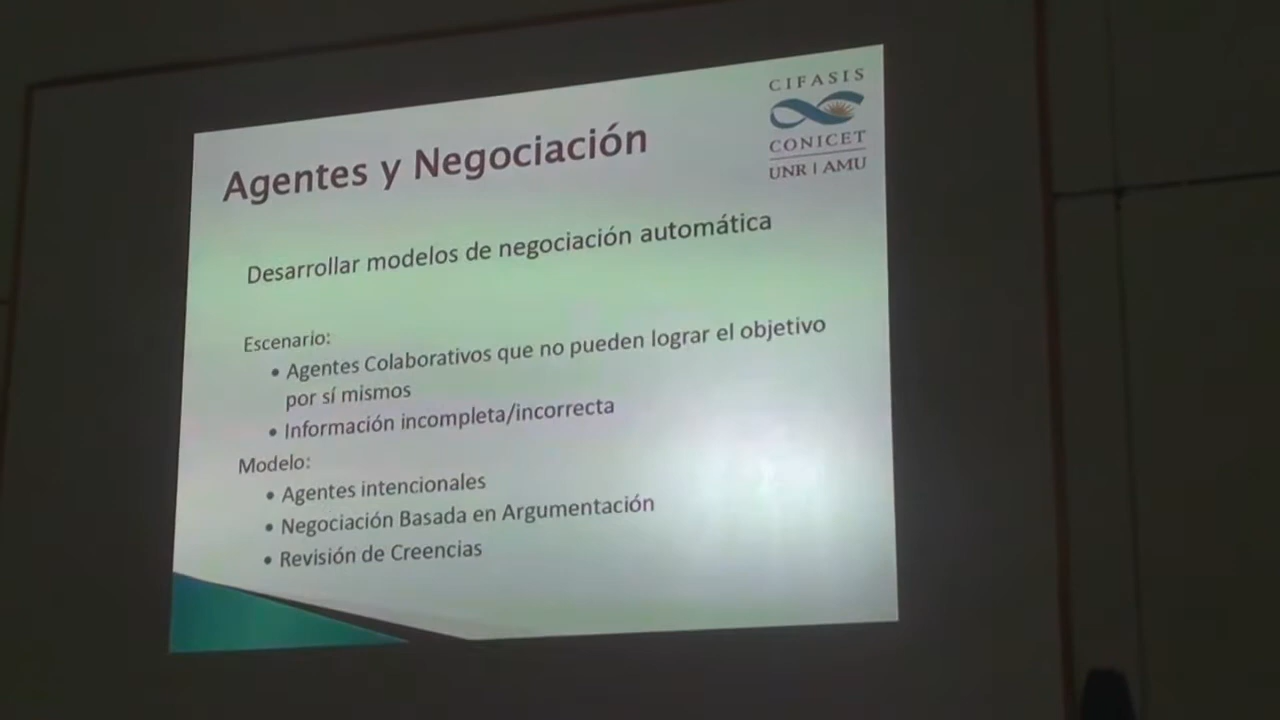 CIFASIS
CONICET
UNR | AMU
Agentes y Negociación
Desarrollar modelos de negociación automática
Escenario:
• Agentes Colaborativos que no pueden lograr el objetivo
por sí mismos
• Información incompleta/incorrecta
Modelo:
• Agentes intencionales
• Negociación Basada en Argumentación
• Revisión de Creencias